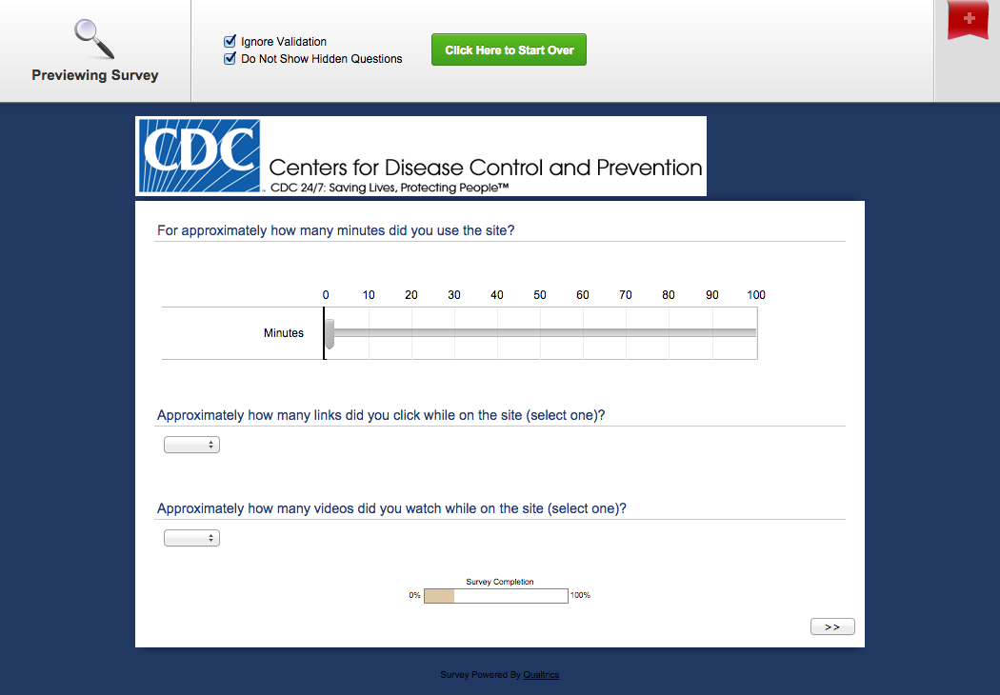 Previewing Survey
Ignore Validation
Do Not Show Hidden Questions
Click Here to Start Over
CDC
Centers for Disease Control and Prevention
CDC 24/7: Saving Lives, Protecting People™
For approximately how many minutes did you use the site?
0 10 20 30 40 50 60 70 80 90 100
Minutes
Approximately how many links did you click while on the site (select one)?
Approximately how many videos did you watch while on the site (select one)?
Survey Completion
0% 100%
>>
Survey Powered By Qualtrics